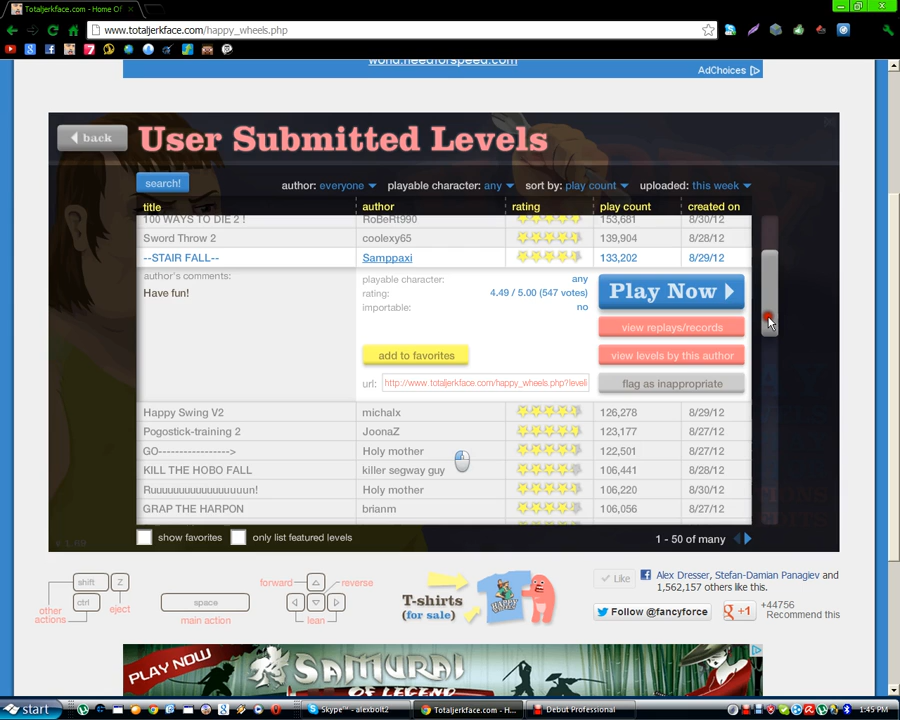 Totaljerkface.com - Home Of
www.totaljerkface.com/happy_wheels.php
world.needforspeed.com
AdChoices
back
User Submitted Levels
search!
author: everyone playable character: any sort by: play count uploaded: this week
title author rating play count created on
100 WAYS TO DIE 2 ! RoBeRt990 153,681 8/30/12
Sword Throw 2 coolexy65 139,904 8/28/12
--STAIR FALL-- Samppaxi 133,202 8/29/12
author's comments:
Have fun!
playable character: any
rating: 4.49 / 5.00 (547 votes)
importable: no
Play Now
view replays/records
add to favorites
view levels by this author
url: http://www.totaljerkface.com/happy_wheels.php?leveli
flag as inappropriate
Happy Swing V2 michalx 126,278 8/29/12
Pogostick-training 2 JoonaZ 123,177 8/27/12
GO-----------------> Holy mother 122,501 8/27/12
KILL THE HOBO FALL killer segway guy 106,441 8/28/12
Ruuuuuuuuuuuuuuun! Holy mother 106,220 8/30/12
GRAP THE HARPON brianm 106,056 8/27/12
show favorites only list featured levels 1 - 50 of many
shift Z
ctrl eject
other
actions
space
main action
forward reverse
lean
T-shirts
(for sale)
Like
Alex Dresser, Stefan-Damian Panagiev and
1,562,157 others like this.
Follow @fancyforce
+1
+44756
Recommend this
PLAY NOW
SAMURAI
OF LEGEND
start
Skype™ - alexbolt2
Totaljerkface.com - H...
Debut Professional
1:45 PM